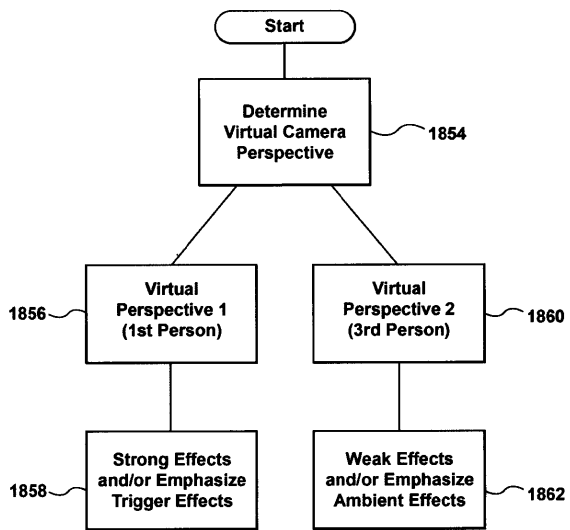 Start
Determine
Virtual Camera
Perspective
1854
Virtual
Perspective 1
(1st Person)
1856
Virtual
Perspective 2
(3rd Person)
1860
Strong Effects
and/or Emphasize
Trigger Effects
1858
Weak Effects
and/or Emphasize
Ambient Effects
1862